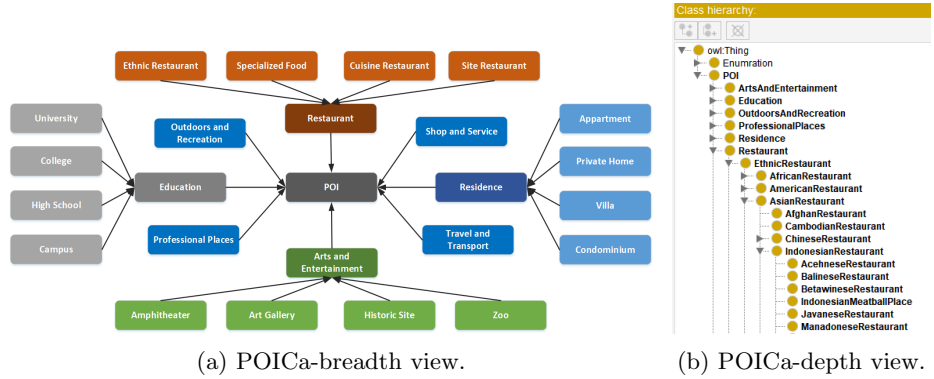 Ethnic Restaurant
Specialized Food
Cuisine Restaurant
Site Restaurant
University
Restaurant
Appartment
Outdoors and
Recreation
Shop and Service
College
Private Home
Education
POI
Residence
High School
Villa
Professional Places
Travel and
Transport
Campus
Arts and
Entertainment
Condominium
Amphitheater
Art Gallery
Historic Site
Zoo
(a) POICa-breadth view.
Class hierarchy:
owl:Thing
Enumration
POI
ArtsAndEntertainment
Education
OutdoorsAndRecreation
ProfessionalPlaces
Residence
Restaurant
EthnicRestaurant
AfricanRestaurant
AmericanRestaurant
AsianRestaurant
AfghanRestaurant
CambodianRestaurant
ChineseRestaurant
IndonesianRestaurant
AcehneseRestaurant
BalineseRestaurant
BetawineseRestaurant
IndonesianMeatballPlace
JavaneseRestaurant
ManadoneseRestaurant
(b) POICa-depth view.